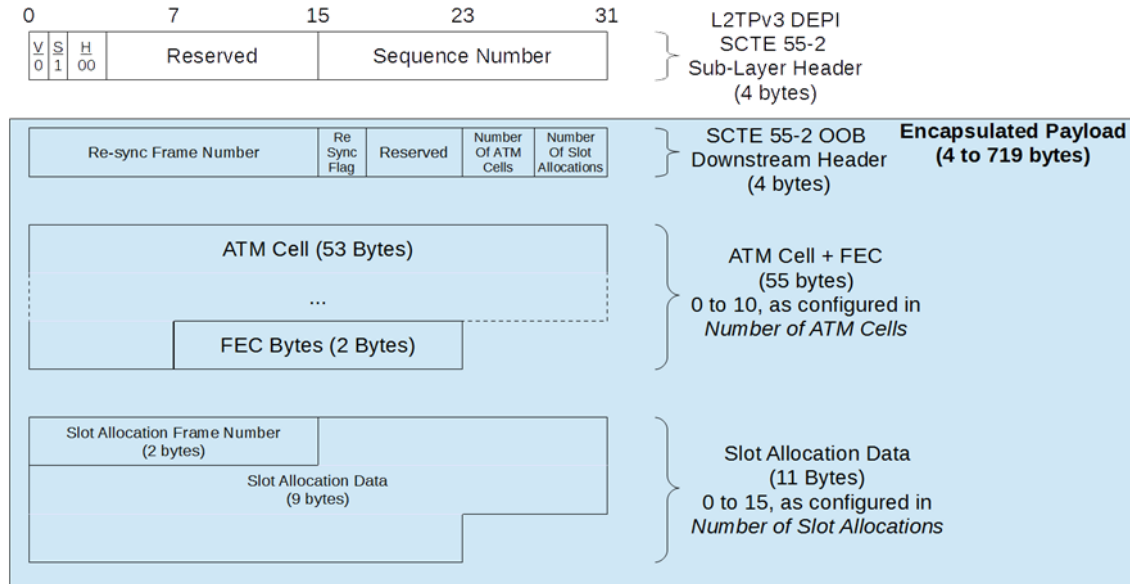 0 7 15 23 31
V
0
S
1
H
00
Reserved
Sequence Number
L2TPv3 DEPI
SCTE 55-2
Sub-Layer Header
(4 bytes)
Re-sync Frame Number
Re
Sync
Flag
Reserved
Number
Of ATM
Cells
Number
Of Slot
Allocations
SCTE 55-2 OOB
Downstream Header
(4 bytes)
Encapsulated Payload
(4 to 719 bytes)
ATM Cell (53 Bytes)
...
FEC Bytes (2 Bytes)
ATM Cell + FEC
(55 bytes)
0 to 10, as configured in
Number of ATM Cells
Slot Allocation Frame Number
(2 bytes)
Slot Allocation Data
(9 bytes)
Slot Allocation Data
(11 Bytes)
0 to 15, as configured in
Number of Slot Allocations